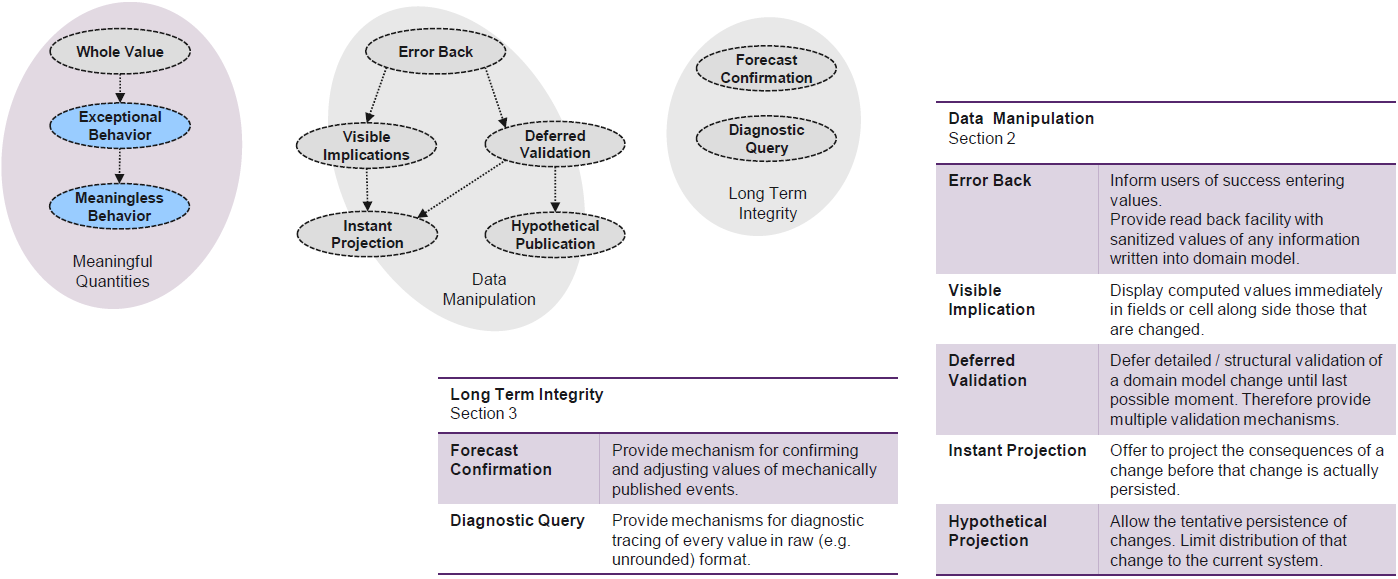 Whole Value
Exceptional
Behavior
Meaningless
Behavior
Meaningful
Quantities
Error Back
Visible
Implications
Deferred
Validation
Instant
Projection
Hypothetical
Publication
Data
Manipulation
Forecast
Confirmation
Diagnostic
Query
Long Term
Integrity
Long Term Integrity
Section 3
Forecast
Confirmation
Provide mechanism for confirming
and adjusting values of mechanically
published events.
Diagnostic Query
Provide mechanisms for diagnostic
tracing of every value in raw (e.g.
unrounded) format.
Data Manipulation
Section 2
Error Back
Inform users of success entering
values.
Provide read back facility with
sanitized values of any information
written into domain model.
Visible
Implication
Display computed values immediately
in fields or cell along side those that
are changed.
Deferred
Validation
Defer detailed / structural validation of
a domain model change until last
possible moment. Therefore provide
multiple validation mechanisms.
Instant Projection
Offer to project the consequences of a
change before that change is actually
persisted.
Hypothetical
Projection
Allow the tentative persistence of
changes. Limit distribution of that
change to the current system.